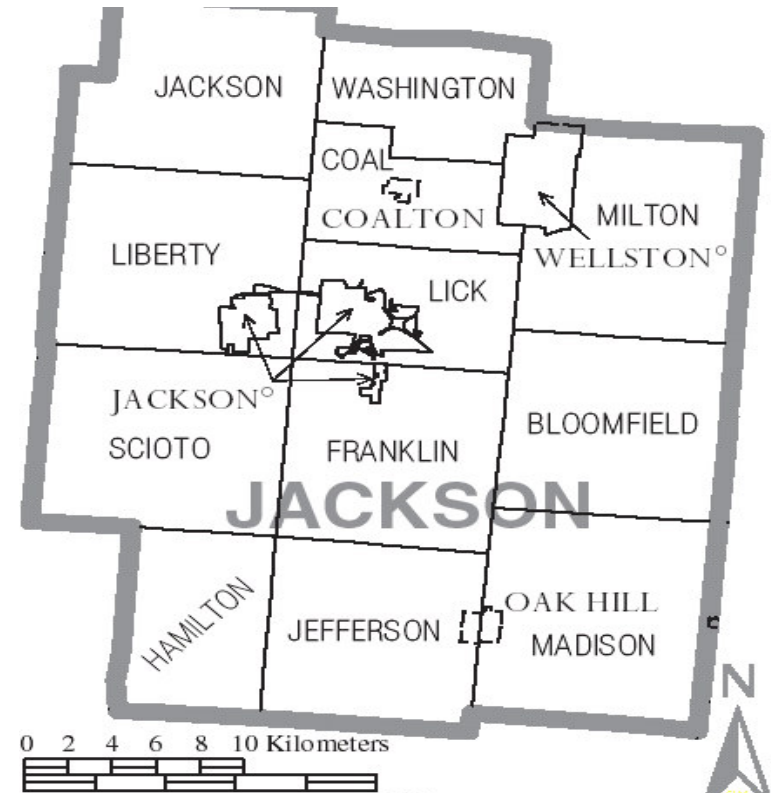 JACKSON
WASHINGTON
COAL
COALTON
MILTON
WELLSTON°
LIBERTY
LICK
JACKSON°
SCIOTO
FRANKLIN
BLOOMFIELD
JACKSON
HAMILTON
JEFFERSON
OAK HILL
MADISON
N
0 2 4 6 8 10 Kilometers